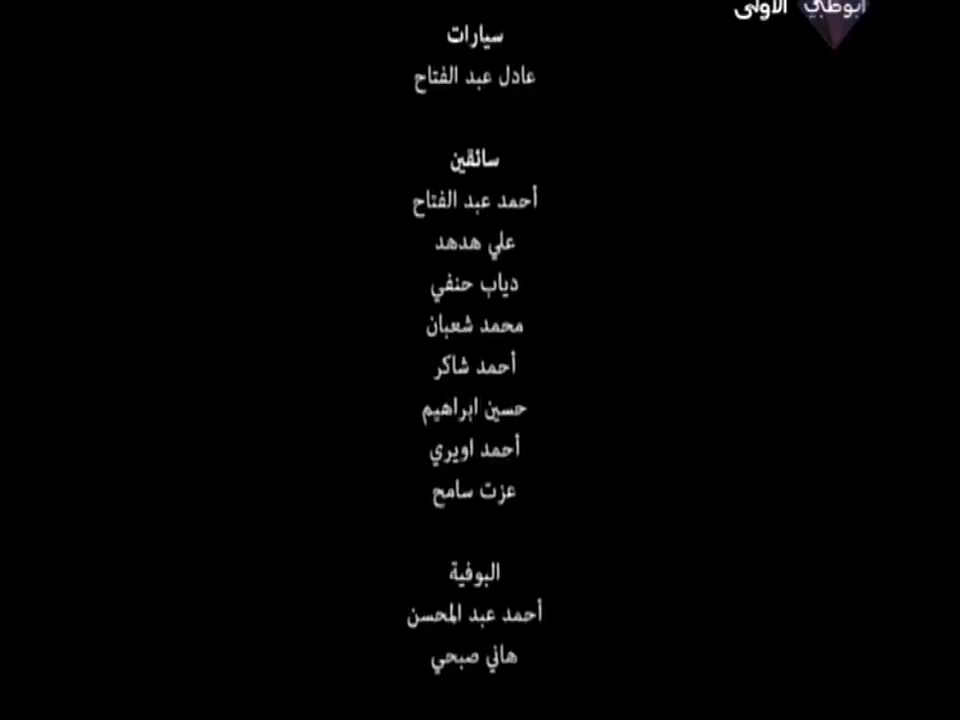 أبوظبي الأولى
سيارات
عادل عبد الفتاح
سائقين
أحمد عبد الفتاح
علي هدهد
دياب حنفي
محمد شعبان
أحمد شاكر
حسين ابراهيم
أحمد اويري
عزت سامح
البوفية
أحمد عبد المحسن
هاني صبحي